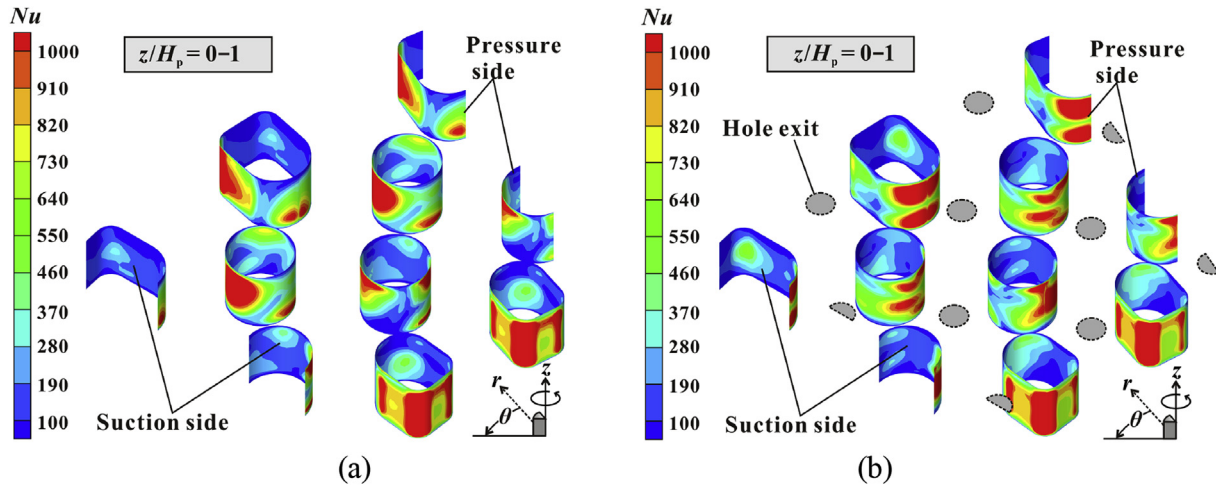 Nu
1000
910
820
730
640
550
460
370
280
190
100
z/Hp = 0–1
Pressure
side
Suction side
r
z
θ
(a)
Nu
1000
910
820
730
640
550
460
370
280
190
100
z/Hp = 0–1
Pressure
side
Hole exit
Suction side
r
z
θ
(b)